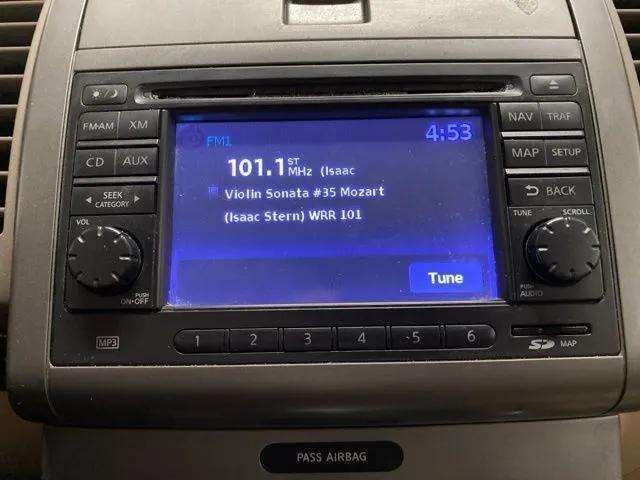 FM·AM XM
CD AUX
SEEK
CATEGORY
VOL
PUSH
ON·OFF
MP3
FM1
4:53
101.1 ST
MHz (Isaac
Violin Sonata #35 Mozart
(Isaac Stern) WRR 101
Tune
NAV TRAF
MAP SETUP
BACK
TUNE SCROLL
PUSH
AUDIO
1 2 3 4 -5 6
SD MAP
PASS AIRBAG